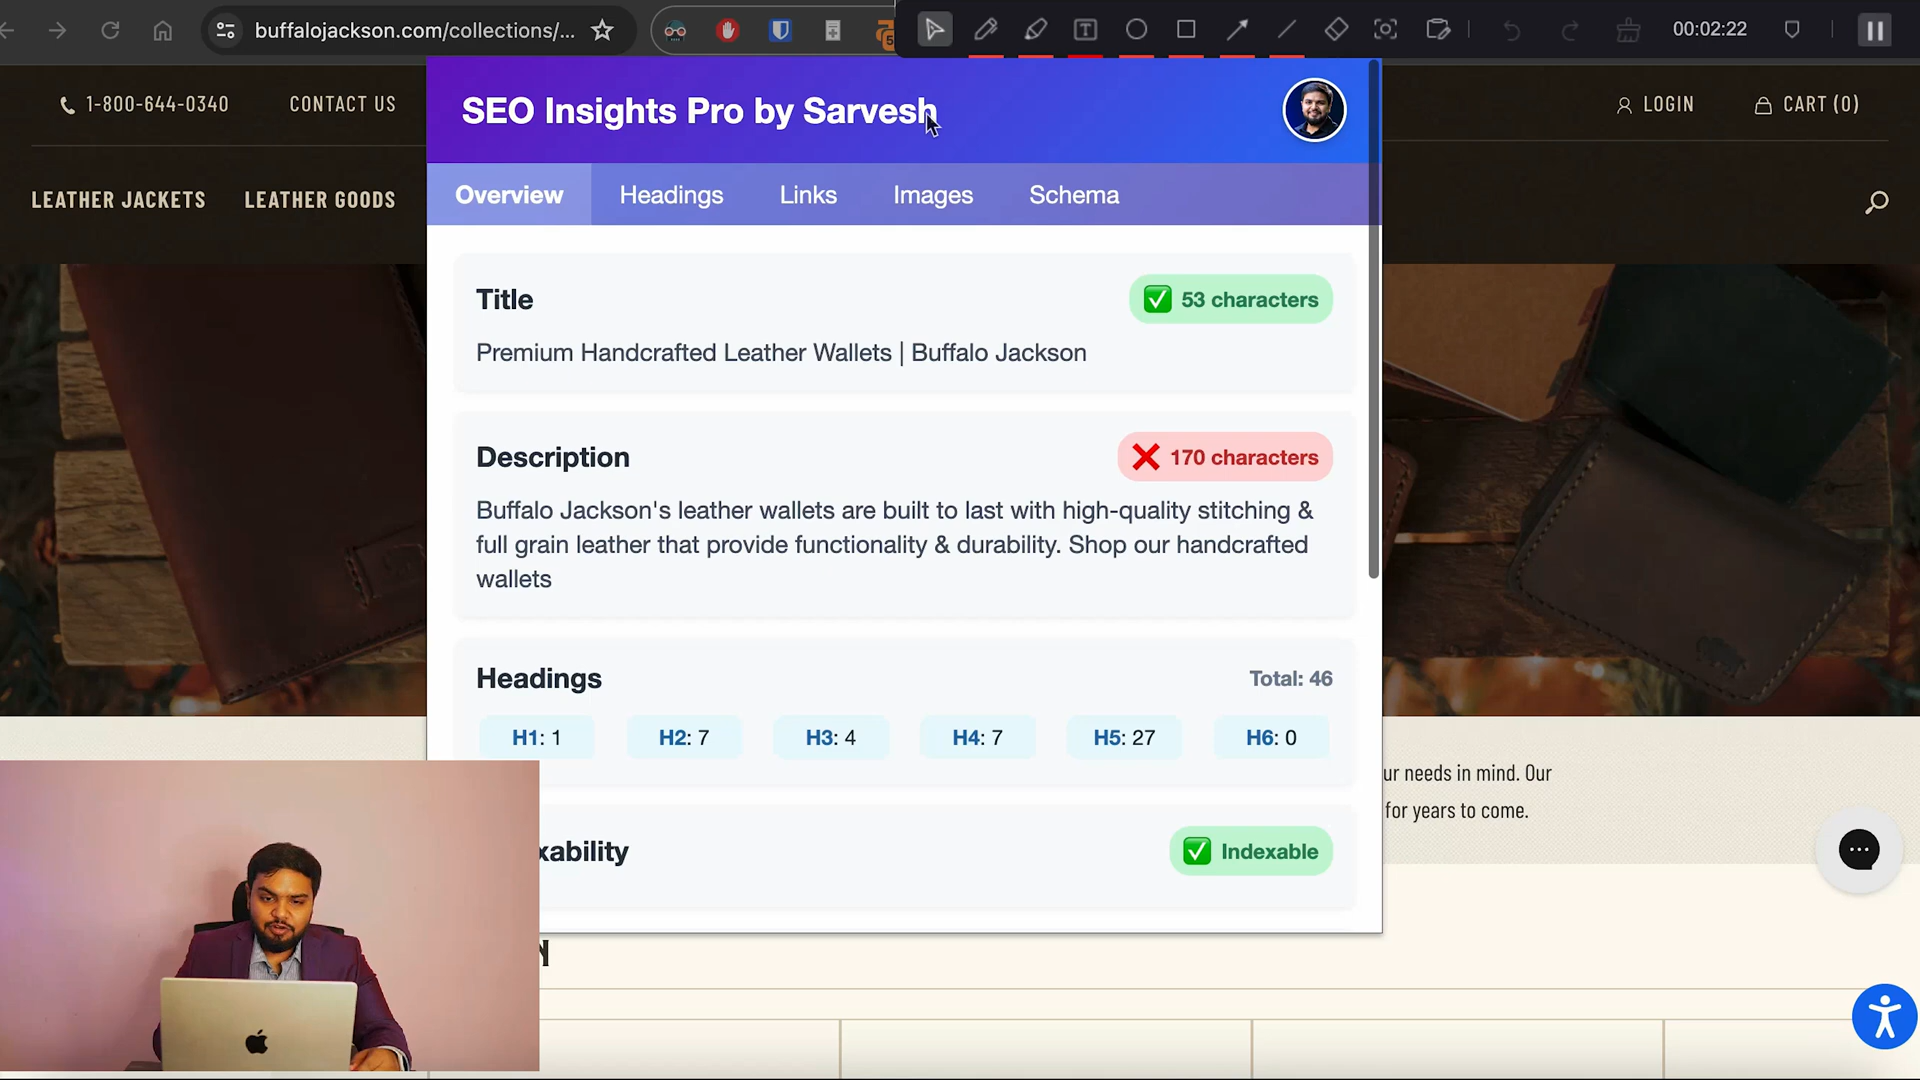 buffalojackson.com/collections/...
5
00:02:22
1-800-644-0340
CONTACT US
LOGIN
CART (0)
LEATHER JACKETS
LEATHER GOODS
SEO Insights Pro by Sarvesh
Overview
Headings
Links
Images
Schema
Title
53 characters
Premium Handcrafted Leather Wallets | Buffalo Jackson
Description
170 characters
Buffalo Jackson's leather wallets are built to last with high-quality stitching &
full grain leather that provide functionality & durability. Shop our handcrafted
wallets
Headings
Total: 46
H1: 1
H2: 7
H3: 4
H4: 7
H5: 27
H6: 0
ur needs in mind. Our
for years to come.
xability
Indexable
N